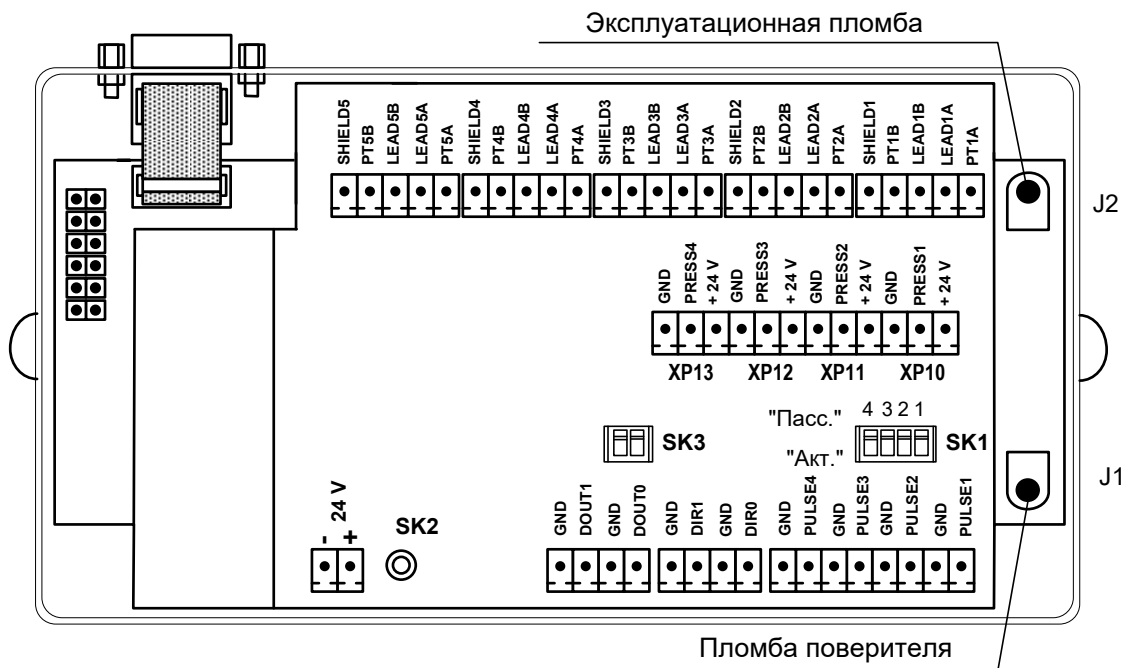 Эксплуатационная пломба
SHIELD5 PT5B LEAD5B LEAD5A PT5A SHIELD4 PT4B LEAD4B LEAD4A PT4A SHIELD3 PT3B LEAD3B LEAD3A PT3A SHIELD2 PT2B LEAD2B LEAD2A PT2A SHIELD1 PT1B LEAD1B LEAD1A PT1A
J2
GND PRESS4 + 24 V GND PRESS3 + 24 V GND PRESS2 + 24 V GND PRESS1 + 24 V
XP13 XP12 XP11 XP10
"Пасс." 4 3 2 1
SK3 SK1
"Акт."
J1
- + 24 V
SK2
GND DOUT1 GND DOUT0 GND DIR1 GND DIR0 GND PULSE4 GND PULSE3 GND PULSE2 GND PULSE1
Пломба поверителя